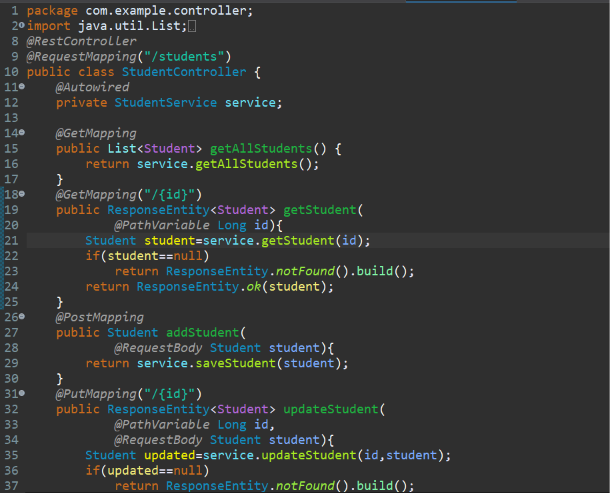 1 package com.example.controller;
2 import java.util.List;
8 @RestController
9 @RequestMapping("/students")
10 public class StudentController {
11     @Autowired
12     private StudentService service;
13
14     @GetMapping
15     public List<Student> getAllStudents() {
16         return service.getAllStudents();
17     }
18     @GetMapping("/{id}")
19     public ResponseEntity<Student> getStudent(
20             @PathVariable Long id){
21         Student student=service.getStudent(id);
22         if(student==null)
23             return ResponseEntity.notFound().build();
24         return ResponseEntity.ok(student);
25     }
26     @PostMapping
27     public Student addStudent(
28             @RequestBody Student student){
29         return service.saveStudent(student);
30     }
31     @PutMapping("/{id}")
32     public ResponseEntity<Student> updateStudent(
33             @PathVariable Long id,
34             @RequestBody Student student){
35         Student updated=service.updateStudent(id,student);
36         if(updated==null)
37             return ResponseEntity.notFound().build();